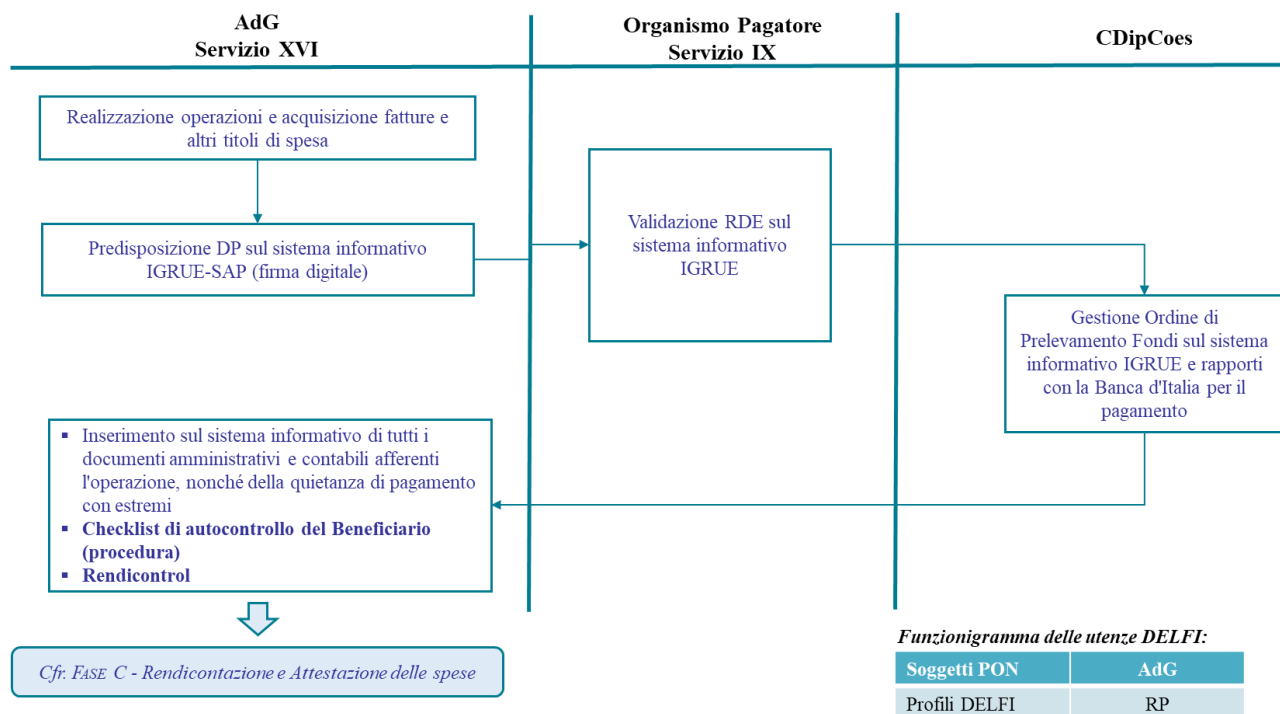 AdG
Servizio XVI
Organismo Pagatore
Servizio IX
CDipCoes
Realizzazione operazioni e acquisizione fatture e
altri titoli di spesa
Predisposizione DP sul sistema informativo
IGRUE-SAP (firma digitale)
Validazione RDE sul
sistema informativo
IGRUE
Gestione Ordine di
Prelevamento Fondi sul sistema
informativo IGRUE e rapporti
con la Banca d'Italia per il
pagamento
▪ Inserimento sul sistema informativo di tutti i
documenti amministrativi e contabili afferenti
l'operazione, nonché della quietanza di pagamento
con estremi
▪ Checklist di autocontrollo del Beneficiario
(procedura)
▪ Rendicontrol
Cfr. FASE C - Rendicontazione e Attestazione delle spese
Funzionigramma delle utenze DELFI:
Soggetti PON AdG
Profili DELFI RP